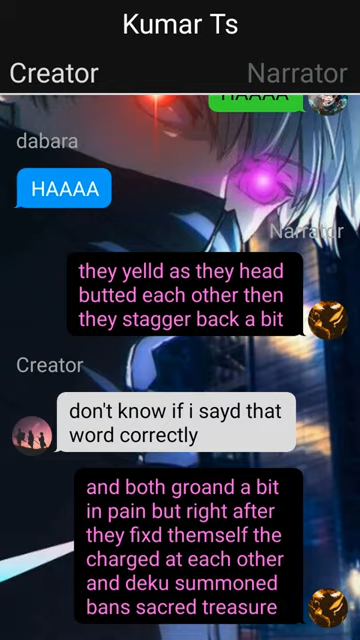 Kumar Ts
Creator
Narrator
HAAAA
dabara
HAAAA
Narrator
they yelld as they head
butted each other then
they stagger back a bit
Creator
don't know if i sayd that
word correctly
and both groand a bit
in pain but right after
they fixd themself the
charged at each other
and deku summoned
bans sacred treasure